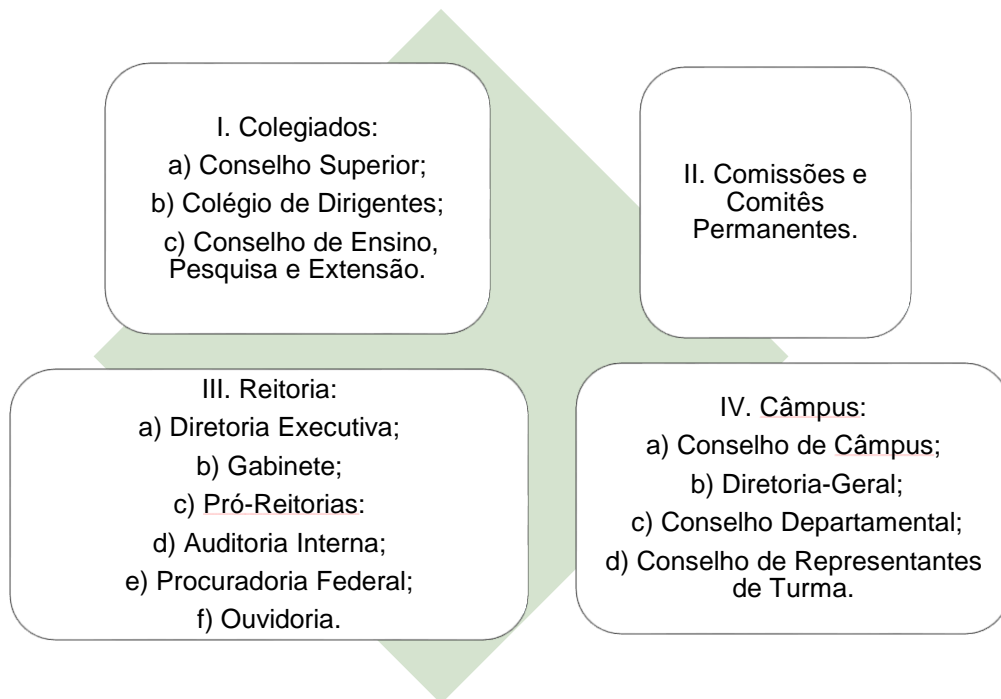 I. Colegiados:
a) Conselho Superior;
b) Colégio de Dirigentes;
c) Conselho de Ensino,
Pesquisa e Extensão.
II. Comissões e
Comitês
Permanentes.
III. Reitoria:
a) Diretoria Executiva;
b) Gabinete;
c) Pró-Reitorias:
d) Auditoria Interna;
e) Procuradoria Federal;
f) Ouvidoria.
IV. Câmpus:
a) Conselho de Câmpus;
b) Diretoria-Geral;
c) Conselho Departamental;
d) Conselho de Representantes
de Turma.